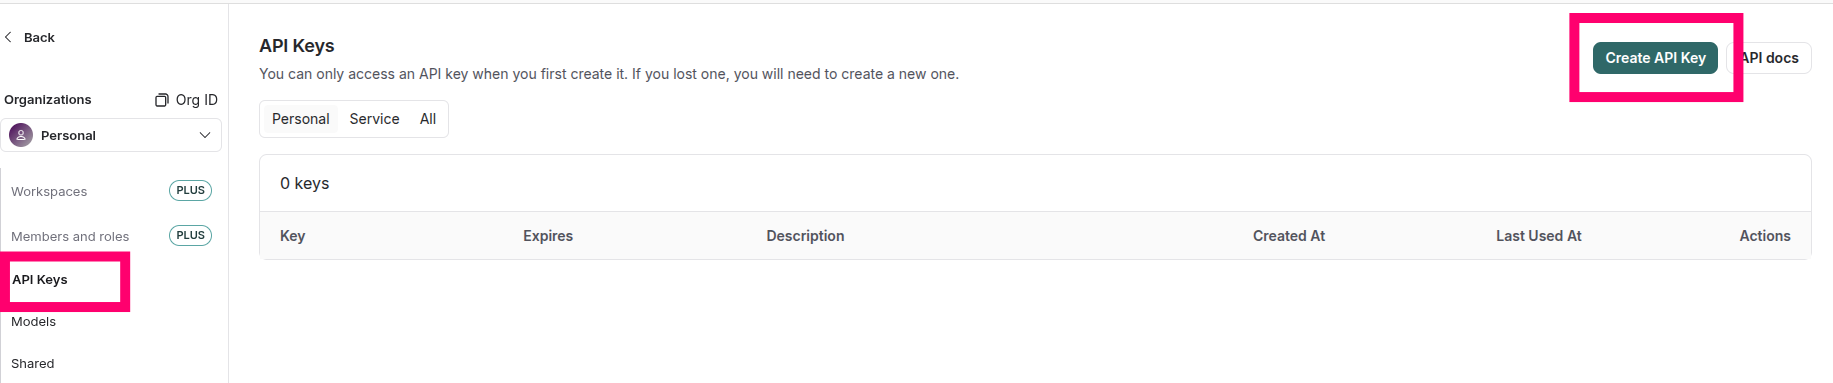 Back
Organizations
Org ID
Personal
Workspaces
PLUS
Members and roles
PLUS
API Keys
Models
Shared
API Keys
You can only access an API key when you first create it. If you lost one, you will need to create a new one.
Create API Key
API docs
Personal Service All
0 keys
Key Expires Description Created At Last Used At Actions